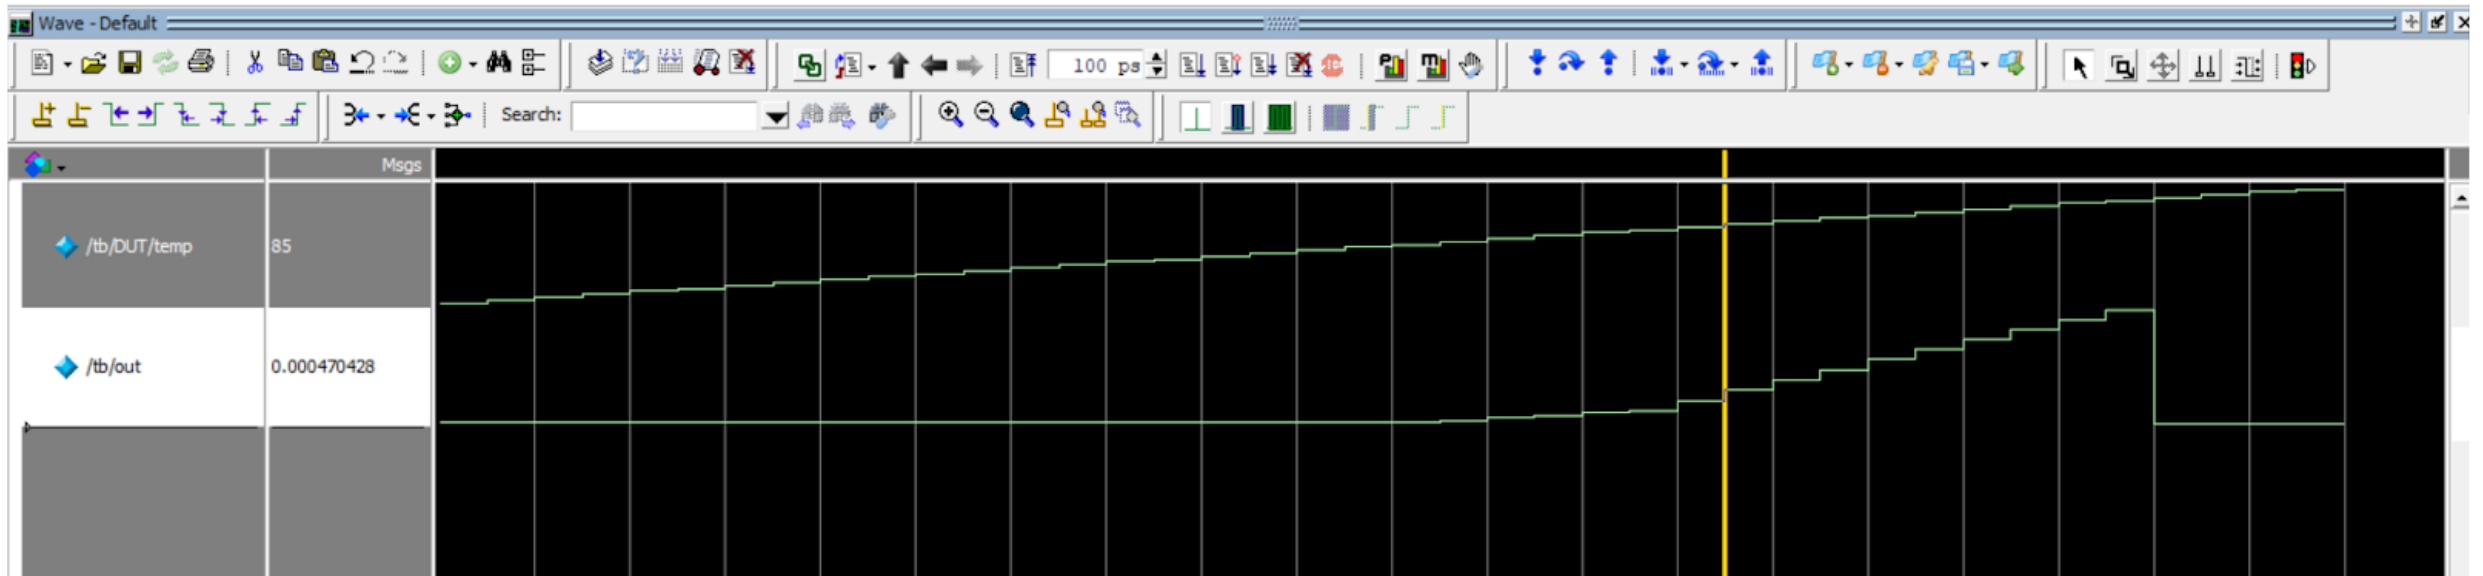 Wave - Default
100 ps
Search:
Msgs
/tb/DUT/temp 85
/tb/out 0.000470428